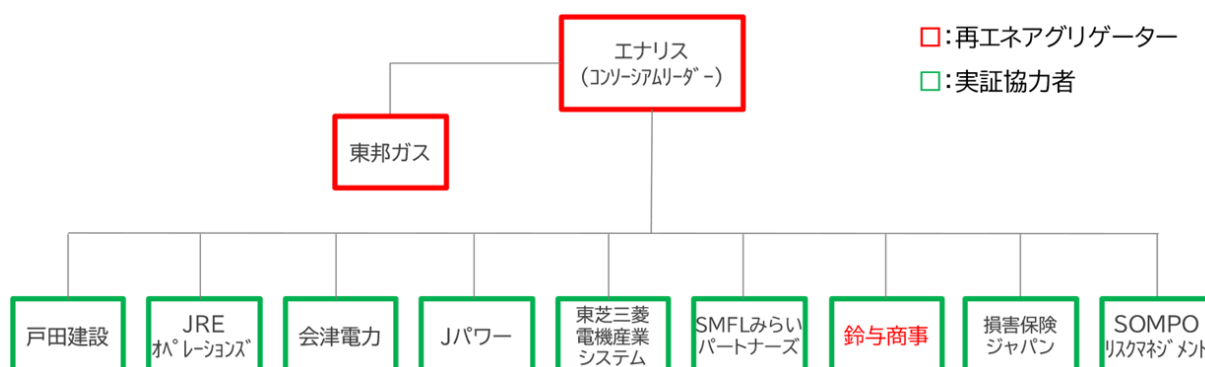 エナリス
(ｺﾝｿｰｼｱﾑﾘｰﾀﾞｰ)
□:再エネアグリゲーター
□:実証協力者
東邦ガス
戸田建設
JRE
ｵﾍﾟﾚｰｼｮﾝｽﾞ
会津電力
Jパワー
東芝三菱
電機産業
システム
SMFLみらい
パートナーズ
鈴与商事
損害保険
ジャパン
SOMPO
ﾘｽｸﾏﾈｼﾞﾒﾝﾄ